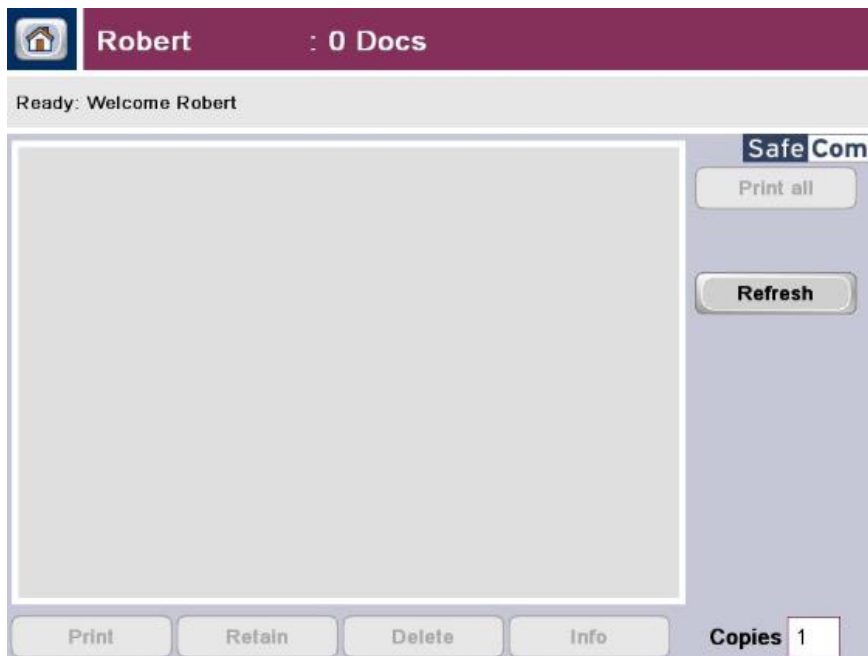 Robert : 0 Docs
Ready: Welcome Robert
SafeCom
Print all
Refresh
Print Retain Delete Info Copies 1